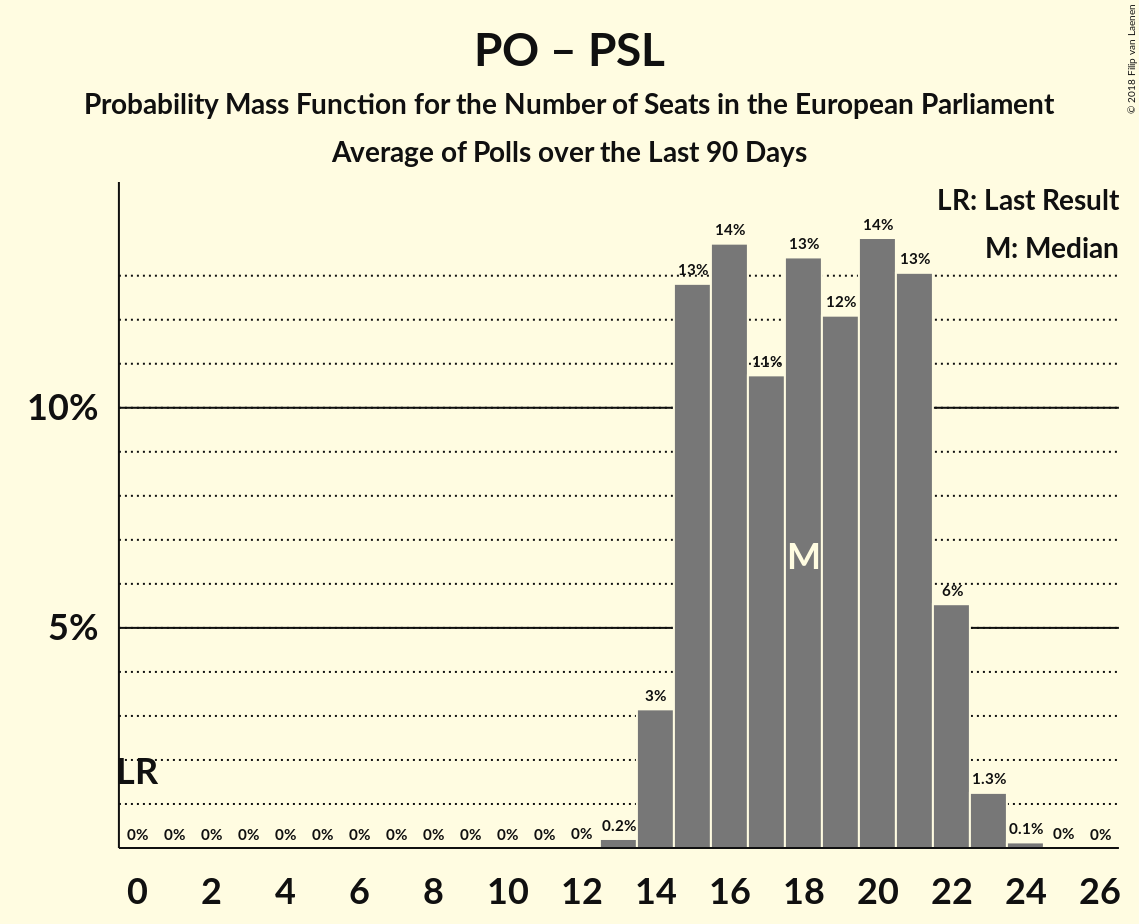 PO – PSL
Probability Mass Function for the Number of Seats in the European Parliament
Average of Polls over the Last 90 Days
© 2018 Filip van Laenen
LR: Last Result
M: Median
10%
5%
LR
M
0% 0% 0% 0% 0% 0% 0% 0% 0% 0% 0% 0% 0% 0.2% 3% 13% 14% 11% 13% 12% 14% 13% 6% 1.3% 0.1% 0% 0%
0 2 4 6 8 10 12 14 16 18 20 22 24 26